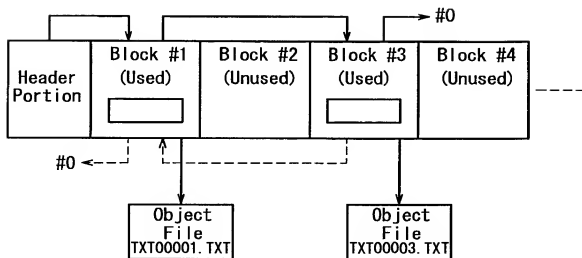 #0
Header
Portion
Block #1
(Used)
Block #2
(Unused)
Block #3
(Used)
Block #4
(Unused)
#0
Object
File
TXT00001.TXT
Object
File
TXT00003.TXT